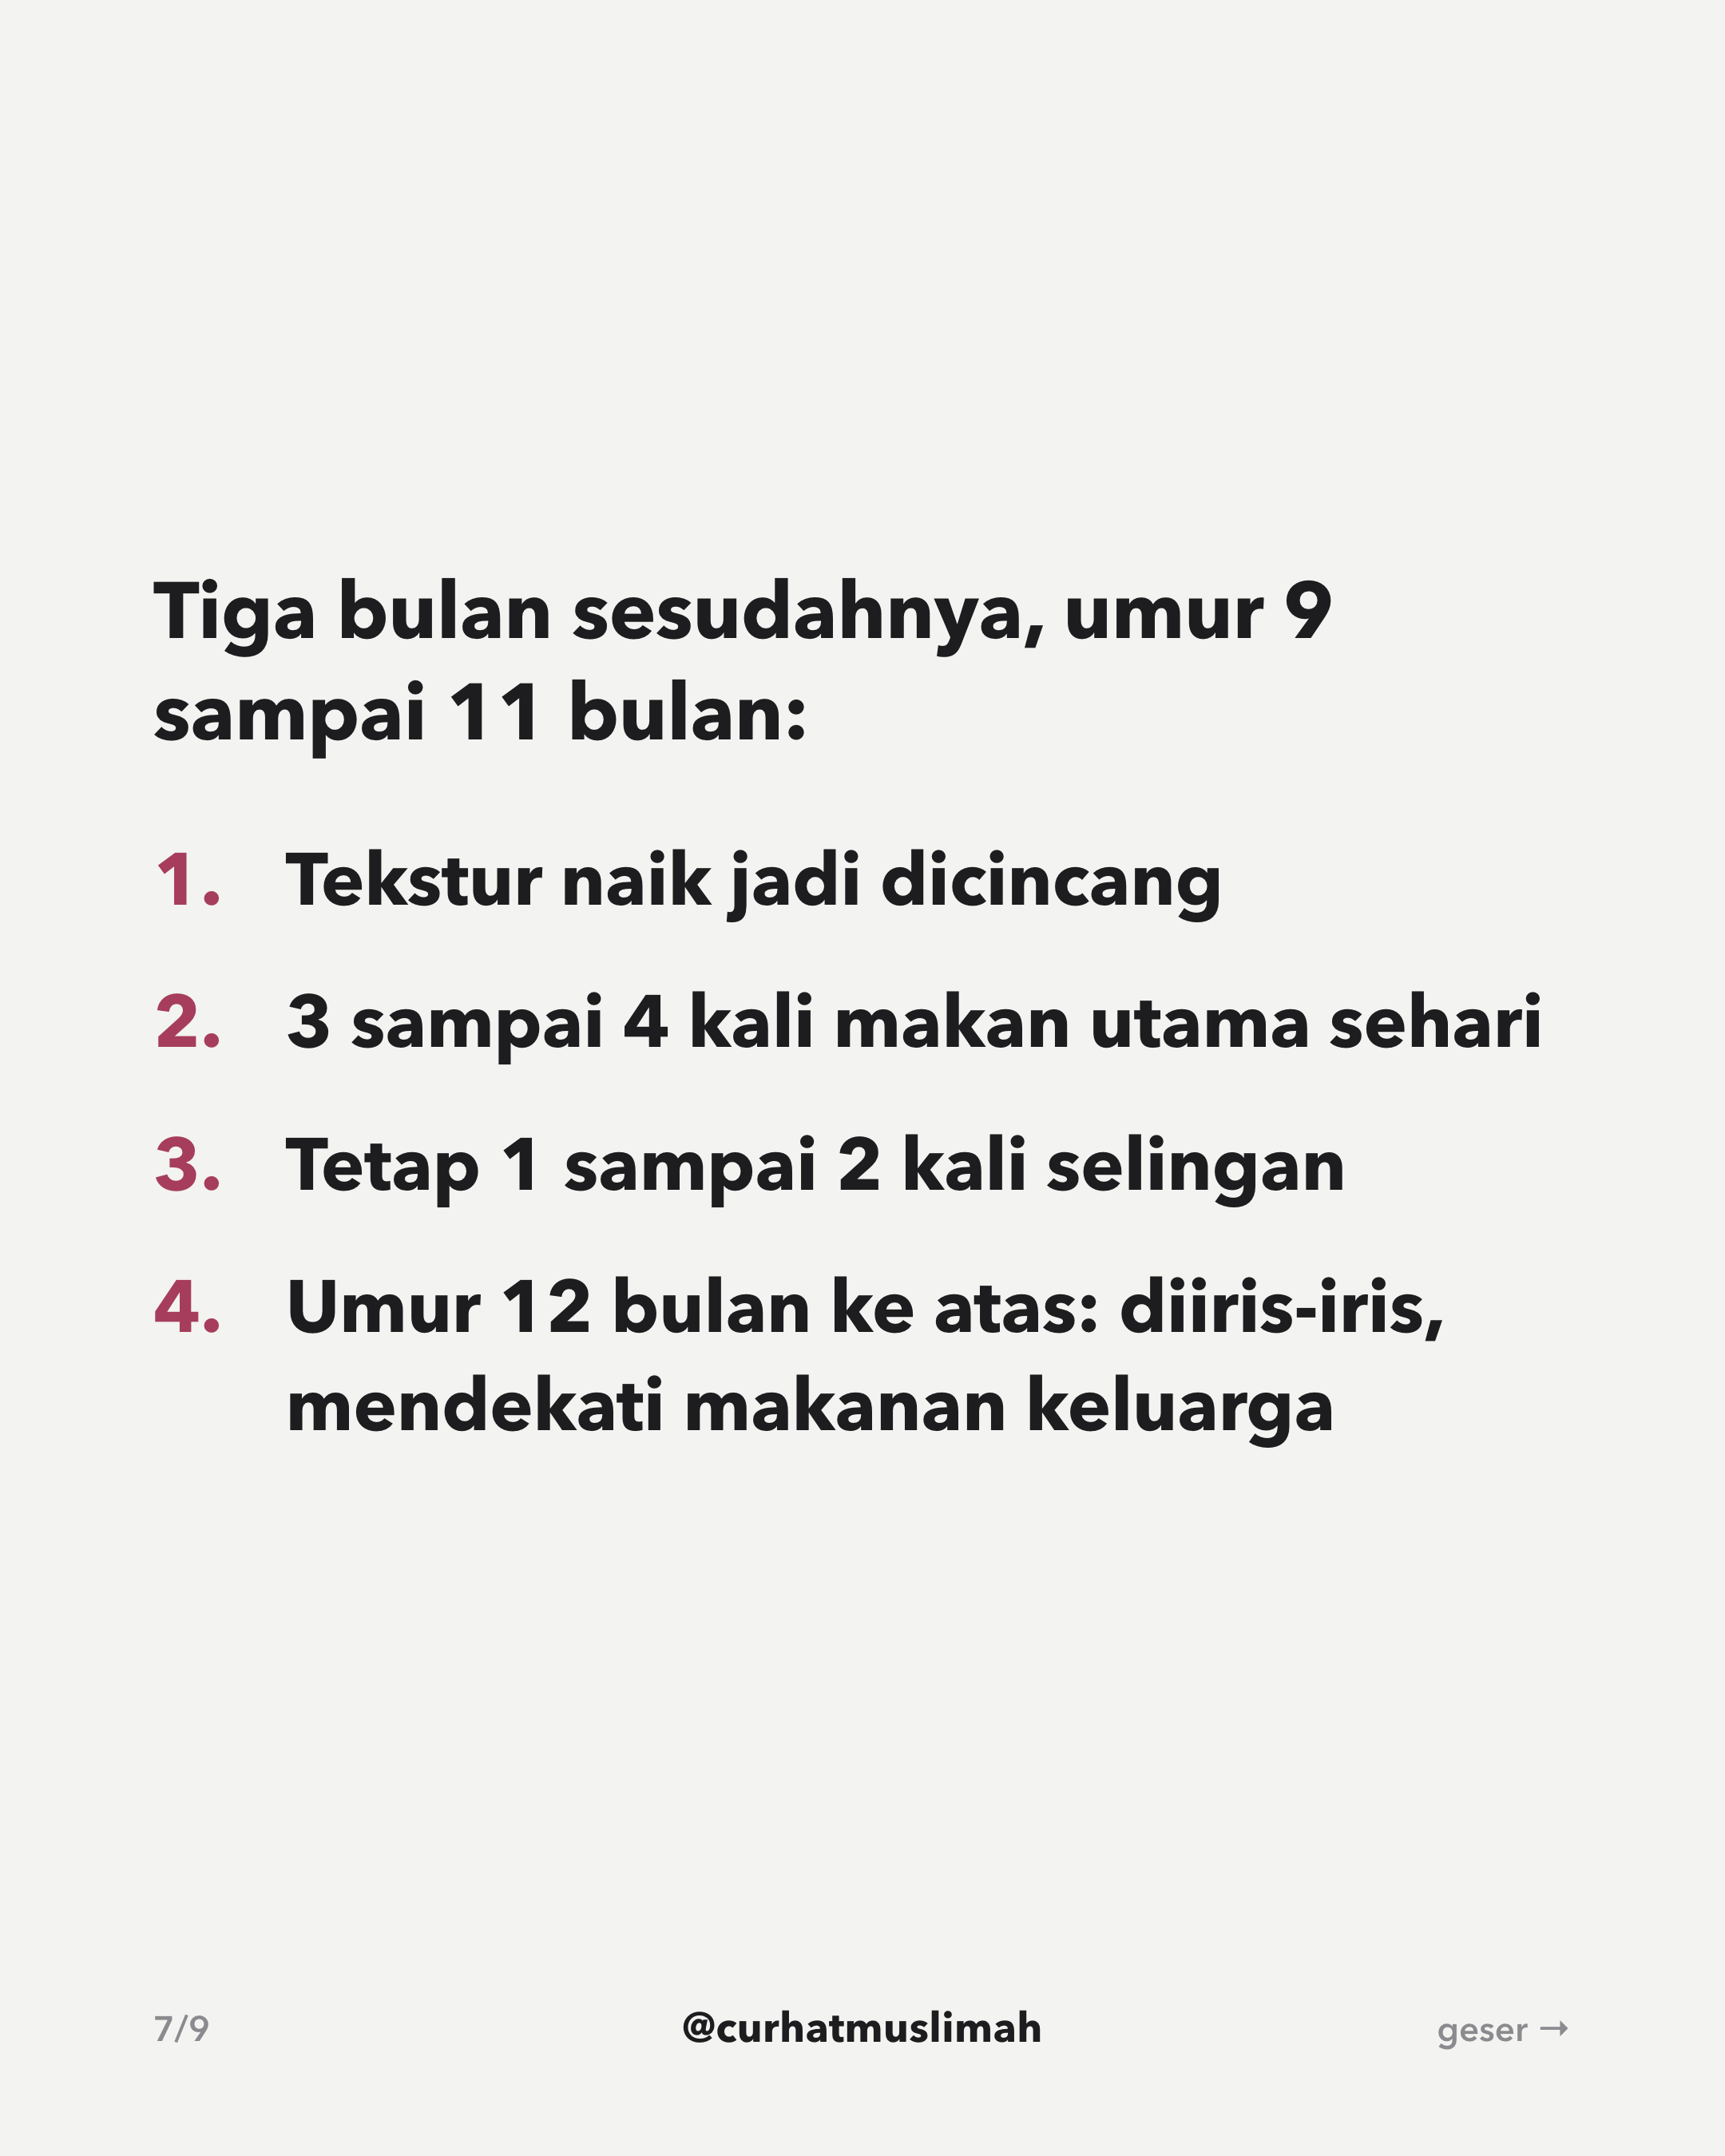 Tiga bulan sesudahnya, umur 9
sampai 11 bulan:
1. Tekstur naik jadi dicincang
2. 3 sampai 4 kali makan utama sehari
3. Tetap 1 sampai 2 kali selingan
4. Umur 12 bulan ke atas: diiris-iris,
mendekati makanan keluarga
7/9
@curhatmuslimah
geser →